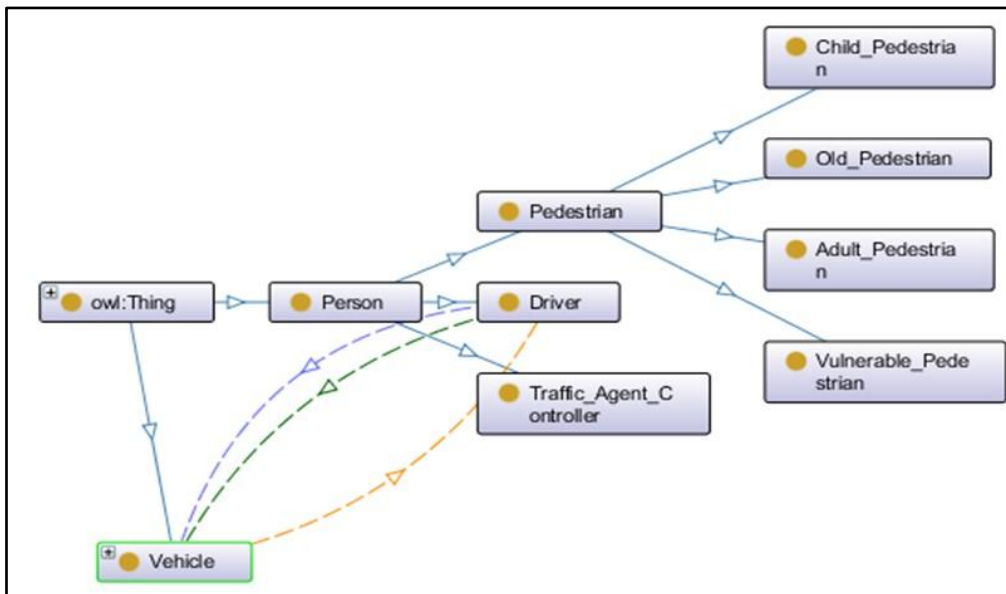 Child_Pedestria
n
Old_Pedestrian
Pedestrian
Adult_Pedestria
n
owl:Thing
Person
Driver
Vulnerable_Pede
strian
Traffic_Agent_C
ontroller
Vehicle